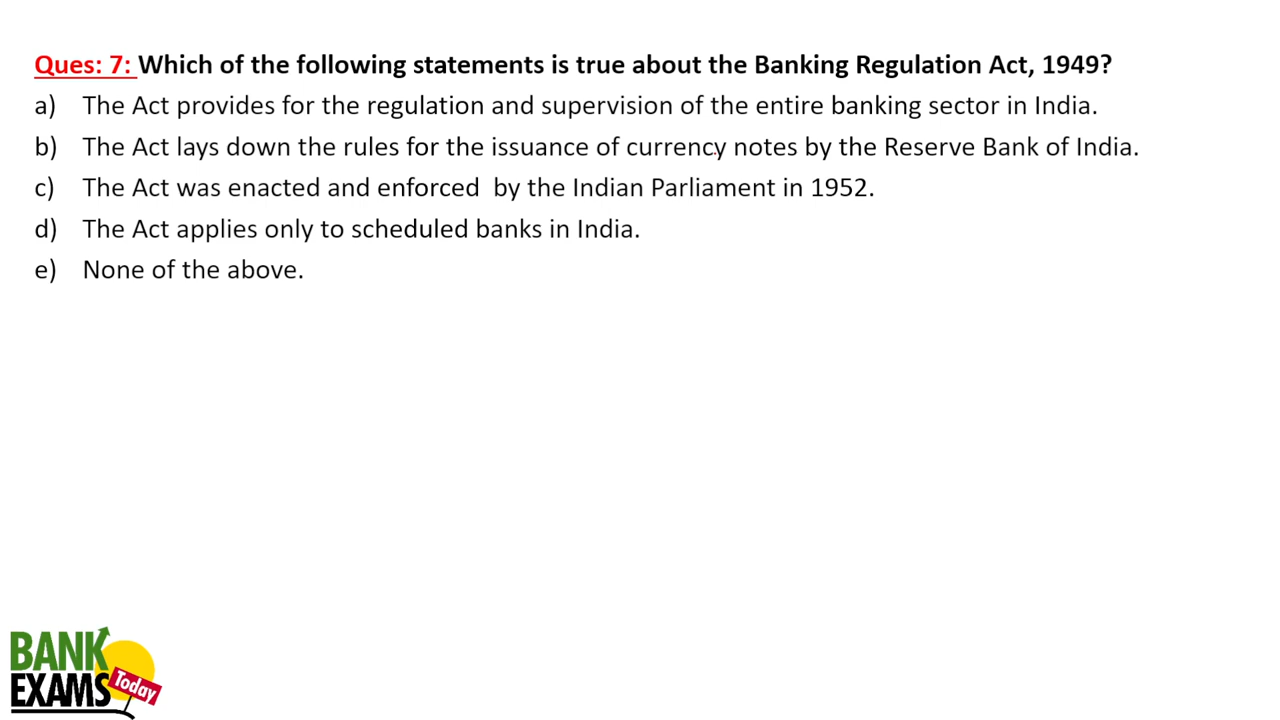 Ques: 7: Which of the following statements is true about the Banking Regulation Act, 1949?
a) The Act provides for the regulation and supervision of the entire banking sector in India.
b) The Act lays down the rules for the issuance of currency notes by the Reserve Bank of India.
c) The Act was enacted and enforced  by the Indian Parliament in 1952.
d) The Act applies only to scheduled banks in India.
e) None of the above.
BANK
EXAMS Today